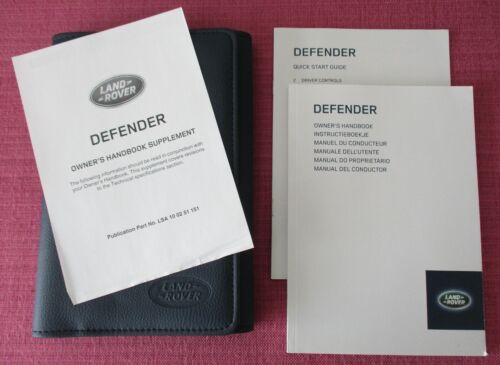 LAND
ROVER
DEFENDER
OWNER'S HANDBOOK SUPPLEMENT
The following information should be read in conjunction with
your Owner's Handbook. This supplement covers revisions
to the Technical specifications section.
Publication Part No. LSA 10 02 51 151
LAND
ROVER
DEFENDER
QUICK START GUIDE
2 DRIVER CONTROLS
DEFENDER
OWNER'S HANDBOOK
INSTRUCTIEBOEKJE
MANUEL DU CONDUCTEUR
MANUALE DELL'UTENTE
MANUAL DO PROPRIETÁRIO
MANUAL DEL CONDUCTOR
LAND
ROVER